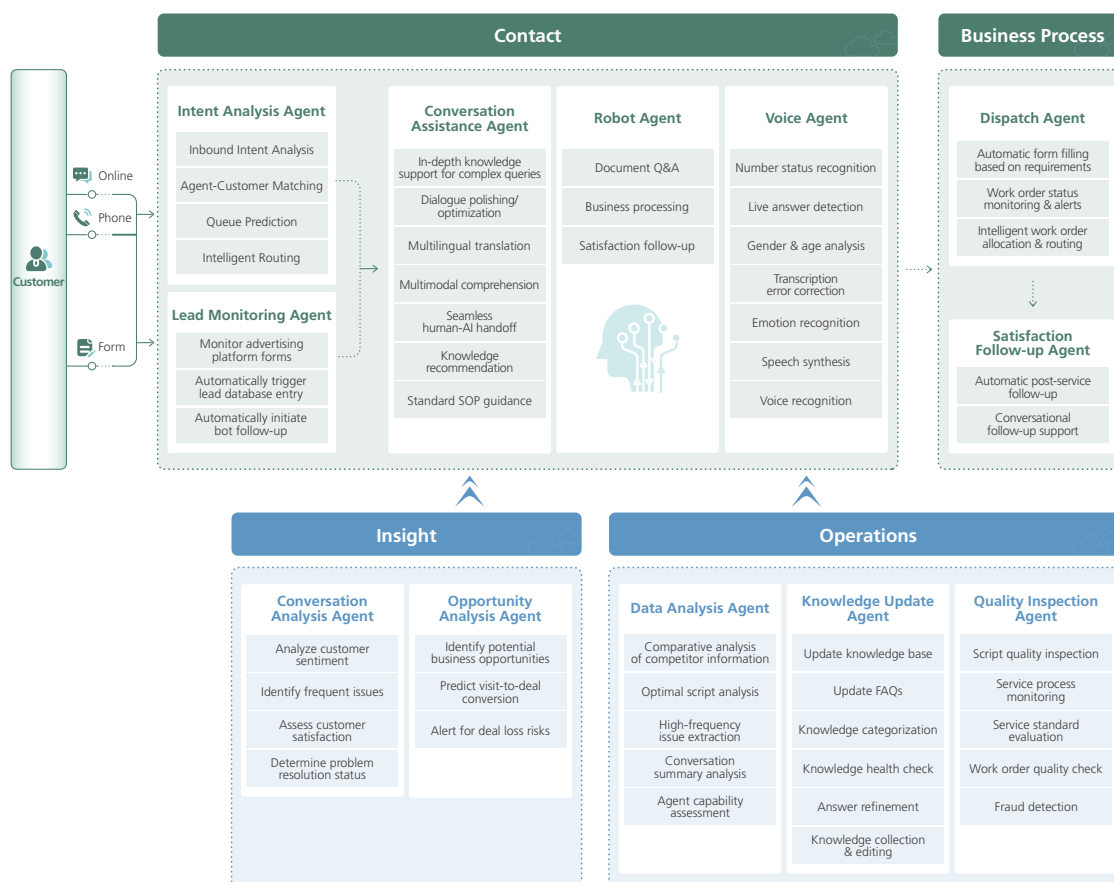 Contact
Business Process
Customer
Online
Phone
Form
Intent Analysis Agent
Inbound Intent Analysis
Agent-Customer Matching
Queue Prediction
Intelligent Routing
Lead Monitoring Agent
Monitor advertising
platform forms
Automatically trigger
lead database entry
Automatically initiate
bot follow-up
Conversation
Assistance Agent
In-depth knowledge
support for complex queries
Dialogue polishing/
optimization
Multilingual translation
Multimodal comprehension
Seamless
human-AI handoff
Knowledge
recommendation
Standard SOP guidance
Robot Agent
Document Q&A
Business processing
Satisfaction follow-up
Voice Agent
Number status recognition
Live answer detection
Gender & age analysis
Transcription
error correction
Emotion recognition
Speech synthesis
Voice recognition
Dispatch Agent
Automatic form filling
based on requirements
Work order status
monitoring & alerts
Intelligent work order
allocation & routing
Satisfaction
Follow-up Agent
Automatic post-service
follow-up
Conversational
follow-up support
Insight
Conversation
Analysis Agent
Analyze customer
sentiment
Identify frequent issues
Assess customer
satisfaction
Determine problem
resolution status
Opportunity
Analysis Agent
Identify potential
business opportunities
Predict visit-to-deal
conversion
Alert for deal loss risks
Operations
Data Analysis Agent
Comparative analysis
of competitor information
Optimal script analysis
High-frequency
issue extraction
Conversation
summary analysis
Agent capability
assessment
Knowledge Update
Agent
Update knowledge base
Update FAQs
Knowledge categorization
Knowledge health check
Answer refinement
Knowledge collection
& editing
Quality Inspection
Agent
Script quality inspection
Service process
monitoring
Service standard
evaluation
Work order quality check
Fraud detection